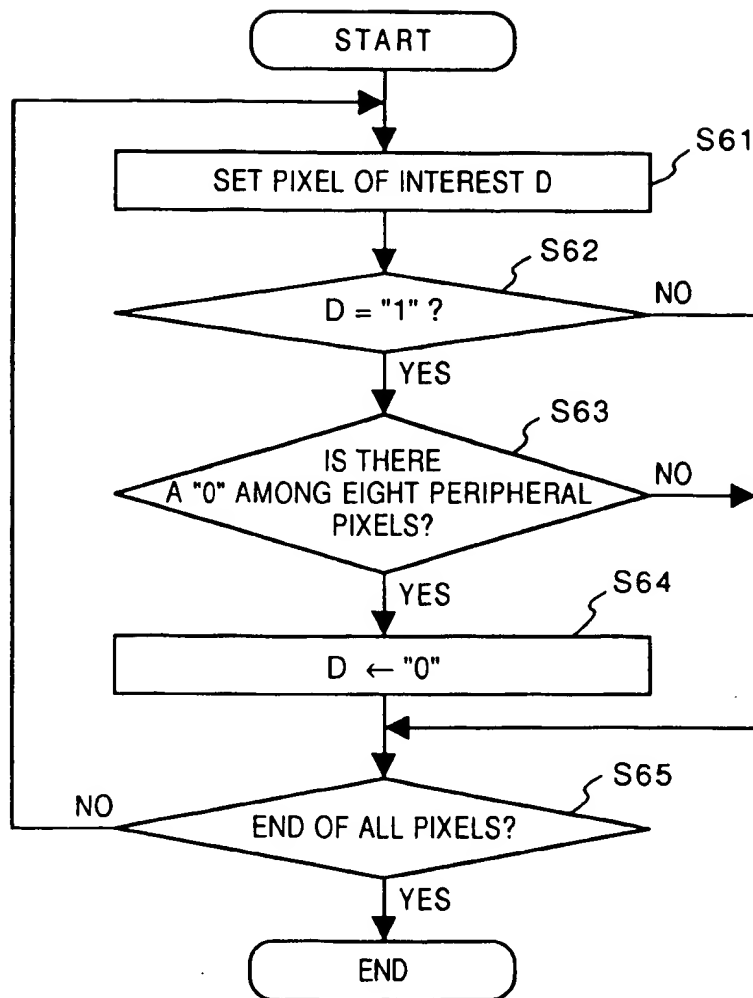 START
S61
SET PIXEL OF INTEREST D
S62
D = "1" ?
NO
YES
S63
IS THERE
A "0" AMONG EIGHT PERIPHERAL
PIXELS?
NO
YES
S64
D ← "0"
S65
NO
END OF ALL PIXELS?
YES
END